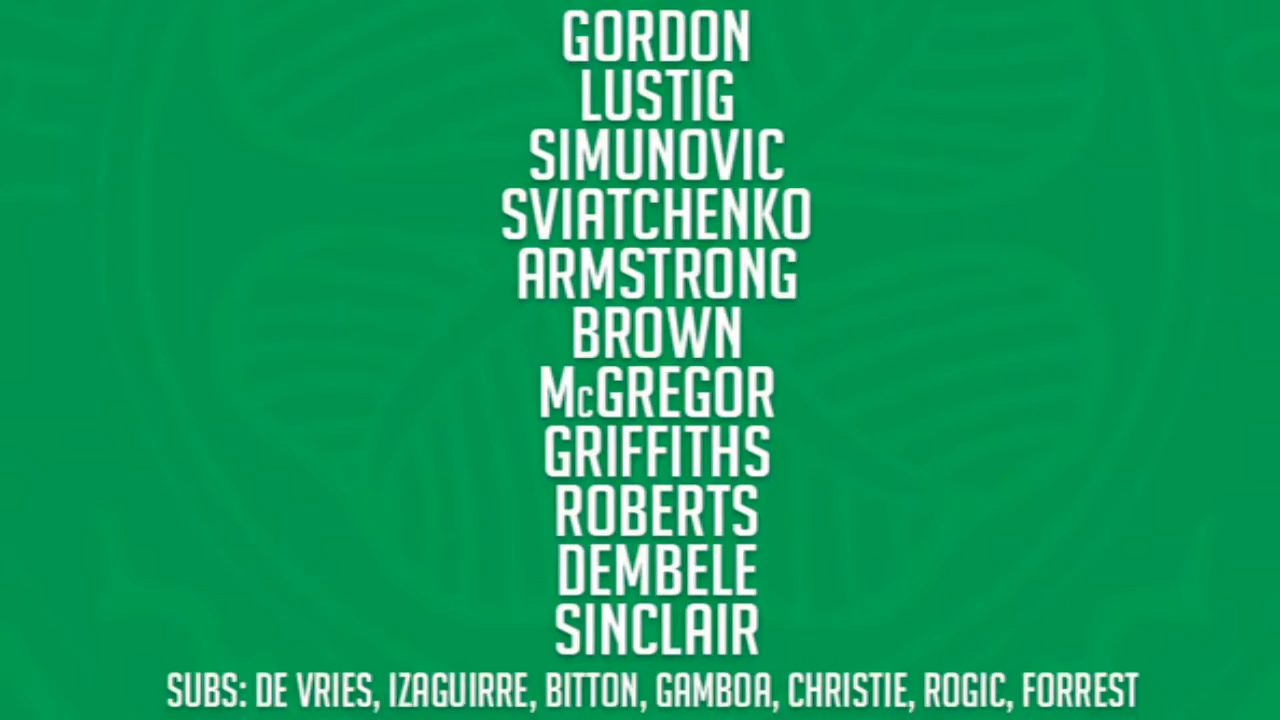 GORDON
LUSTIG
SIMUNOVIC
SVIATCHENKO
ARMSTRONG
BROWN
McGREGOR
GRIFFITHS
ROBERTS
DEMBELE
SINCLAIR
SUBS: DE VRIES, IZAGUIRRE, BITTON, GAMBOA, CHRISTIE, ROGIC, FORREST